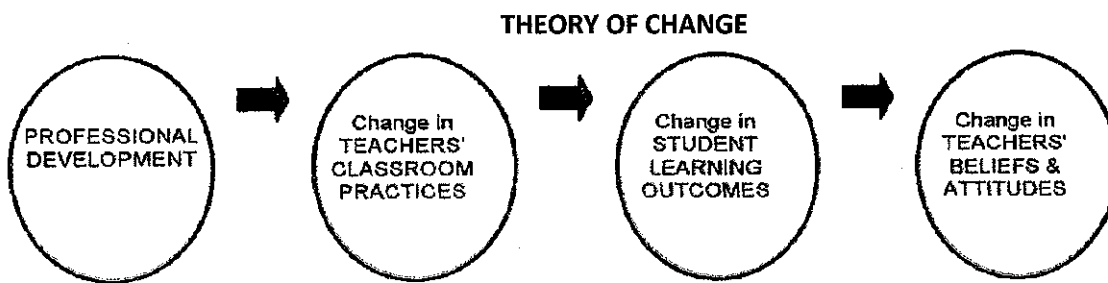 THEORY OF CHANGE
PROFESSIONAL
DEVELOPMENT
Change in
TEACHERS'
CLASSROOM
PRACTICES
Change in
STUDENT
LEARNING
OUTCOMES
Change in
TEACHERS'
BELIEFS &
ATTITUDES